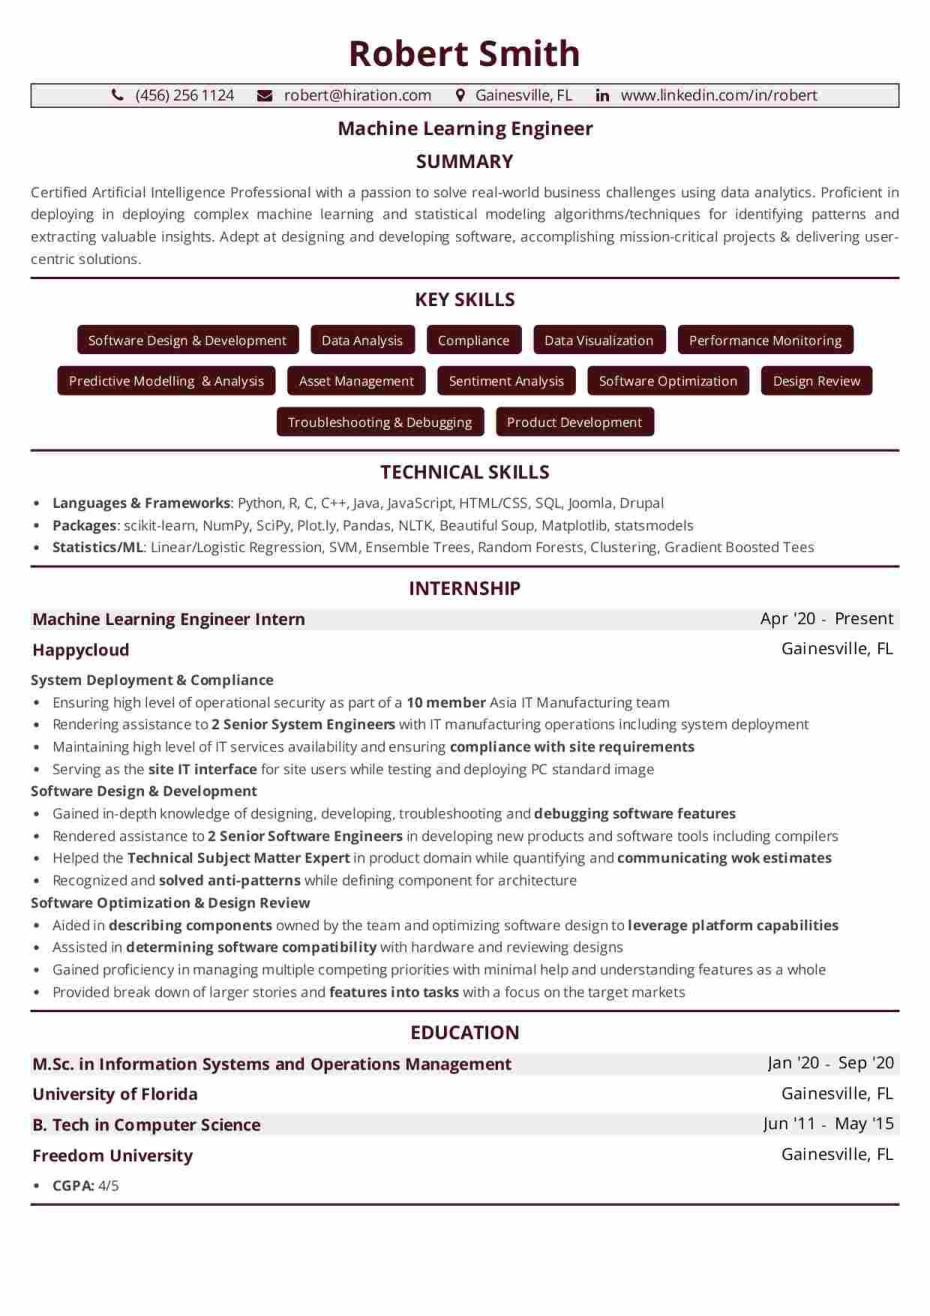 Robert Smith
(456) 256 1124 robert@hiration.com Gainesville, FL www.linkedin.com/in/robert
Machine Learning Engineer
SUMMARY
Certified Artificial Intelligence Professional with a passion to solve real-world business challenges using data analytics. Proficient in
deploying in deploying complex machine learning and statistical modeling algorithms/techniques for identifying patterns and
extracting valuable insights. Adept at designing and developing software, accomplishing mission-critical projects & delivering user-
centric solutions.
KEY SKILLS
Software Design & Development Data Analysis Compliance Data Visualization Performance Monitoring
Predictive Modelling & Analysis Asset Management Sentiment Analysis Software Optimization Design Review
Troubleshooting & Debugging Product Development
TECHNICAL SKILLS
• Languages & Frameworks: Python, R, C, C++, Java, JavaScript, HTML/CSS, SQL, Joomla, Drupal
• Packages: scikit-learn, NumPy, SciPy, Plot.ly, Pandas, NLTK, Beautiful Soup, Matplotlib, statsmodels
• Statistics/ML: Linear/Logistic Regression, SVM, Ensemble Trees, Random Forests, Clustering, Gradient Boosted Tees
INTERNSHIP
Machine Learning Engineer Intern Apr '20 - Present
Happycloud Gainesville, FL
System Deployment & Compliance
• Ensuring high level of operational security as part of a 10 member Asia IT Manufacturing team
• Rendering assistance to 2 Senior System Engineers with IT manufacturing operations including system deployment
• Maintaining high level of IT services availability and ensuring compliance with site requirements
• Serving as the site IT interface for site users while testing and deploying PC standard image
Software Design & Development
• Gained in-depth knowledge of designing, developing, troubleshooting and debugging software features
• Rendered assistance to 2 Senior Software Engineers in developing new products and software tools including compilers
• Helped the Technical Subject Matter Expert in product domain while quantifying and communicating wok estimates
• Recognized and solved anti-patterns while defining component for architecture
Software Optimization & Design Review
• Aided in describing components owned by the team and optimizing software design to leverage platform capabilities
• Assisted in determining software compatibility with hardware and reviewing designs
• Gained proficiency in managing multiple competing priorities with minimal help and understanding features as a whole
• Provided break down of larger stories and features into tasks with a focus on the target markets
EDUCATION
M.Sc. in Information Systems and Operations Management Jan '20 - Sep '20
University of Florida Gainesville, FL
B. Tech in Computer Science Jun '11 - May '15
Freedom University Gainesville, FL
• CGPA: 4/5